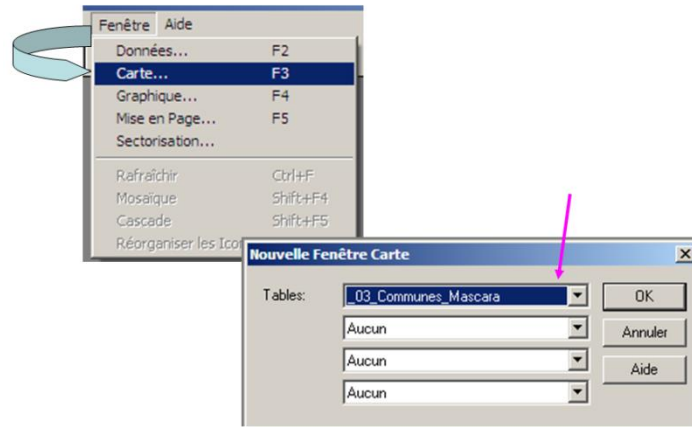 Fenêtre Aide
Données... F2
Carte... F3
Graphique... F4
Mise en Page... F5
Sectorisation...
Rafraîchir Ctrl+F
Mosaïque Shift+F4
Cascade Shift+F5
Réorganiser les Ico
Nouvelle Fenêtre Carte
Tables: _03_Communes_Mascara OK
Aucun Annuler
Aucun Aide
Aucun